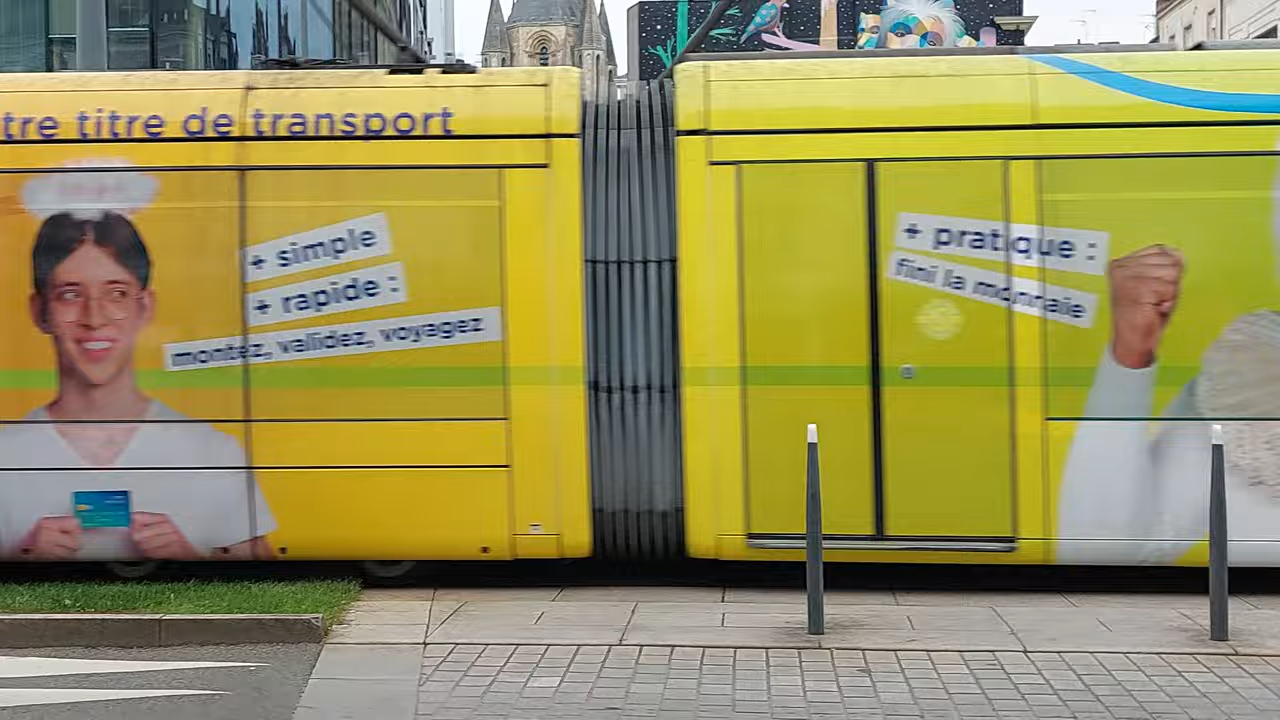 tre titre de transport
+ simple
+ rapide :
montez, validez, voyagez
+ pratique :
fini la monnaie